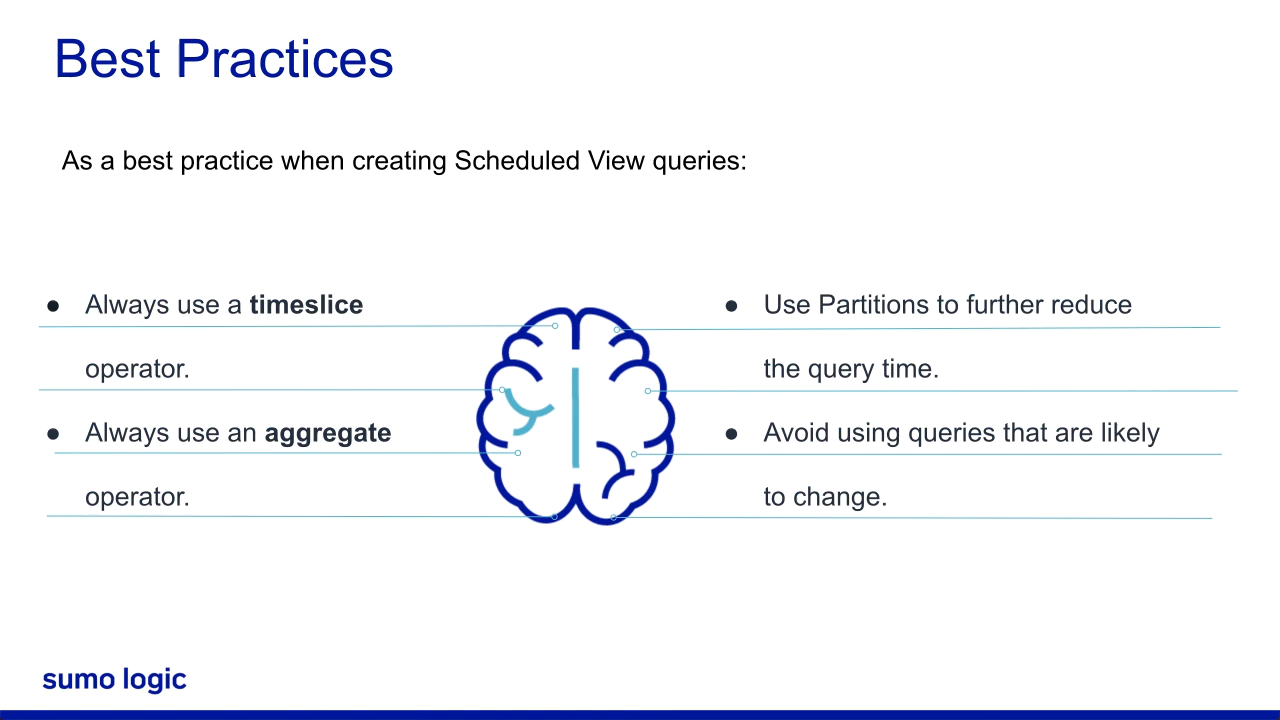 Best Practices
As a best practice when creating Scheduled View queries:
● Always use a timeslice
operator.
● Always use an aggregate
operator.
● Use Partitions to further reduce
the query time.
● Avoid using queries that are likely
to change.
sumo logic